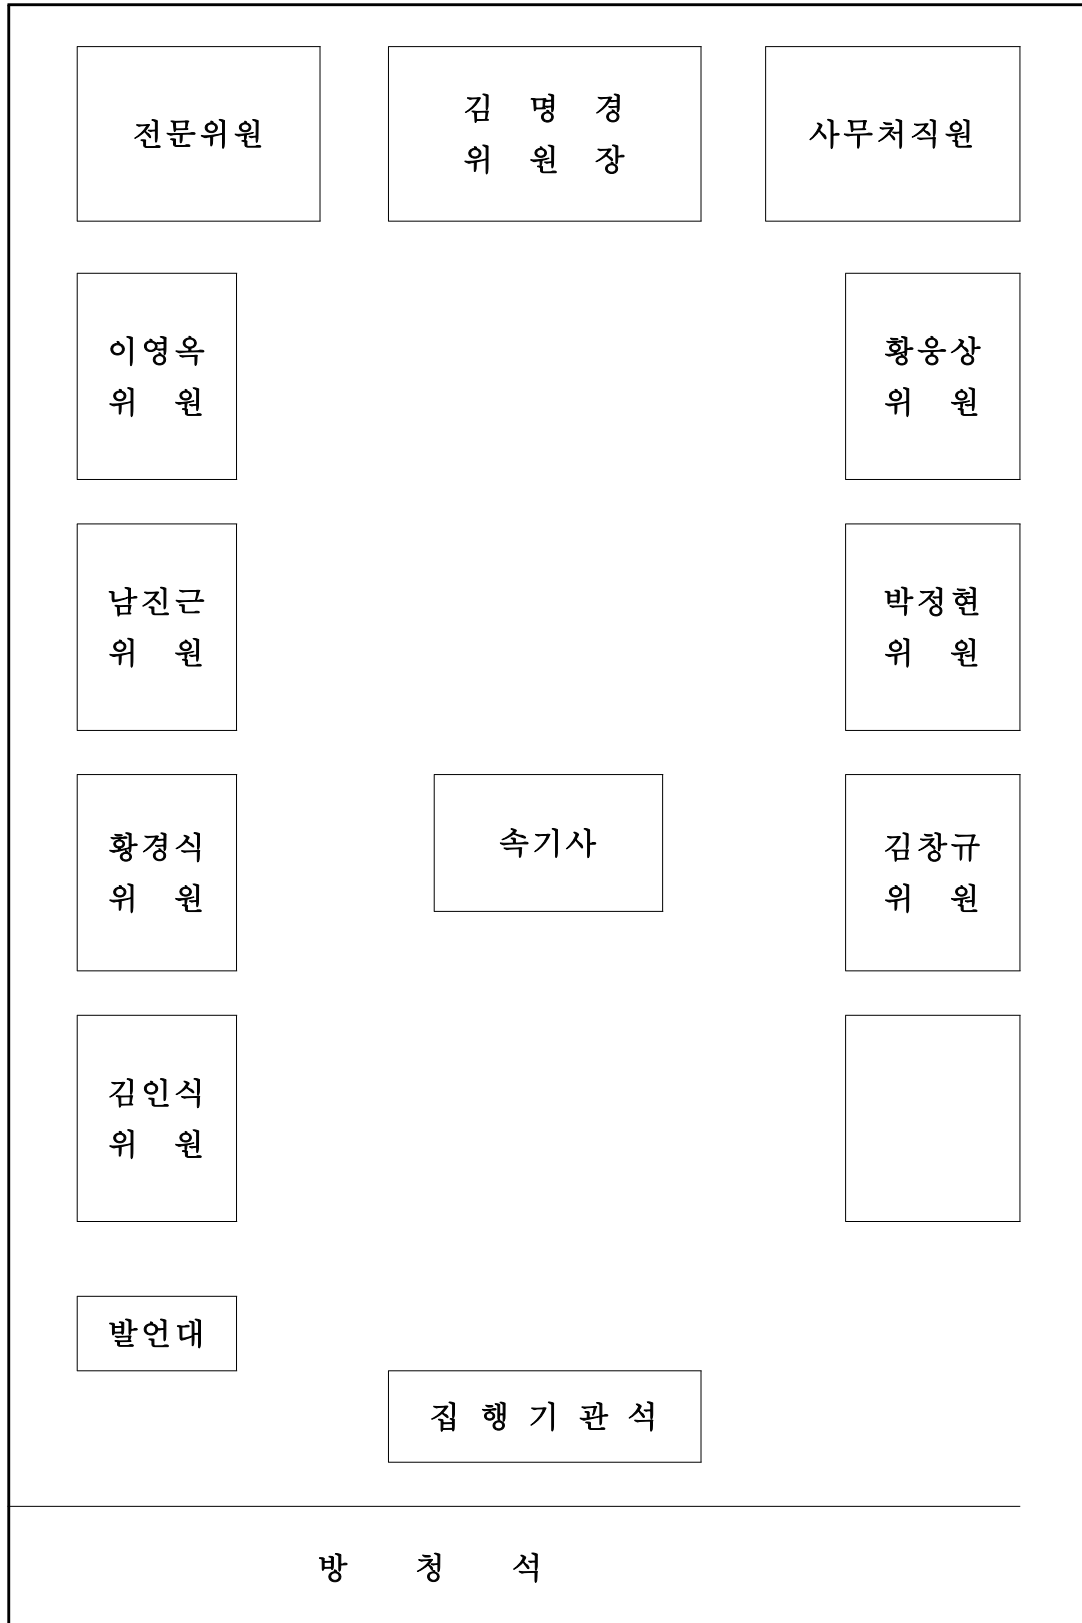 전문위원
김 명 경
위 원 장
사무처직원
이영옥
위 원
황웅상
위 원
남진근
위 원
박정현
위 원
황경식
위 원
속기사
김창규
위 원
김인식
위 원
발언대
집 행 기 관 석
방 청 석